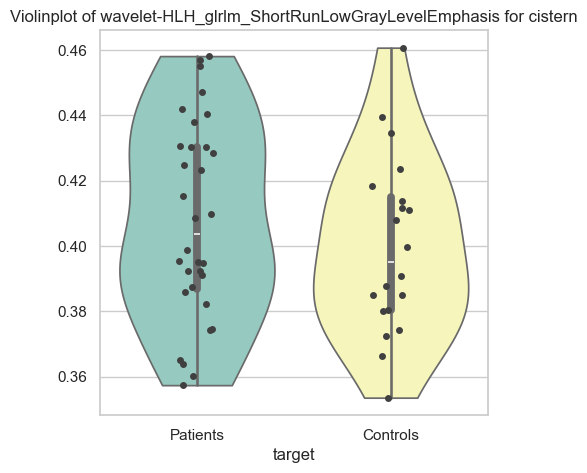 Violinplot of wavelet-HLH_glrlm_ShortRunLowGrayLevelEmphasis for cistern
0.46
0.44
0.42
0.40
0.38
0.36
Patients Controls
target